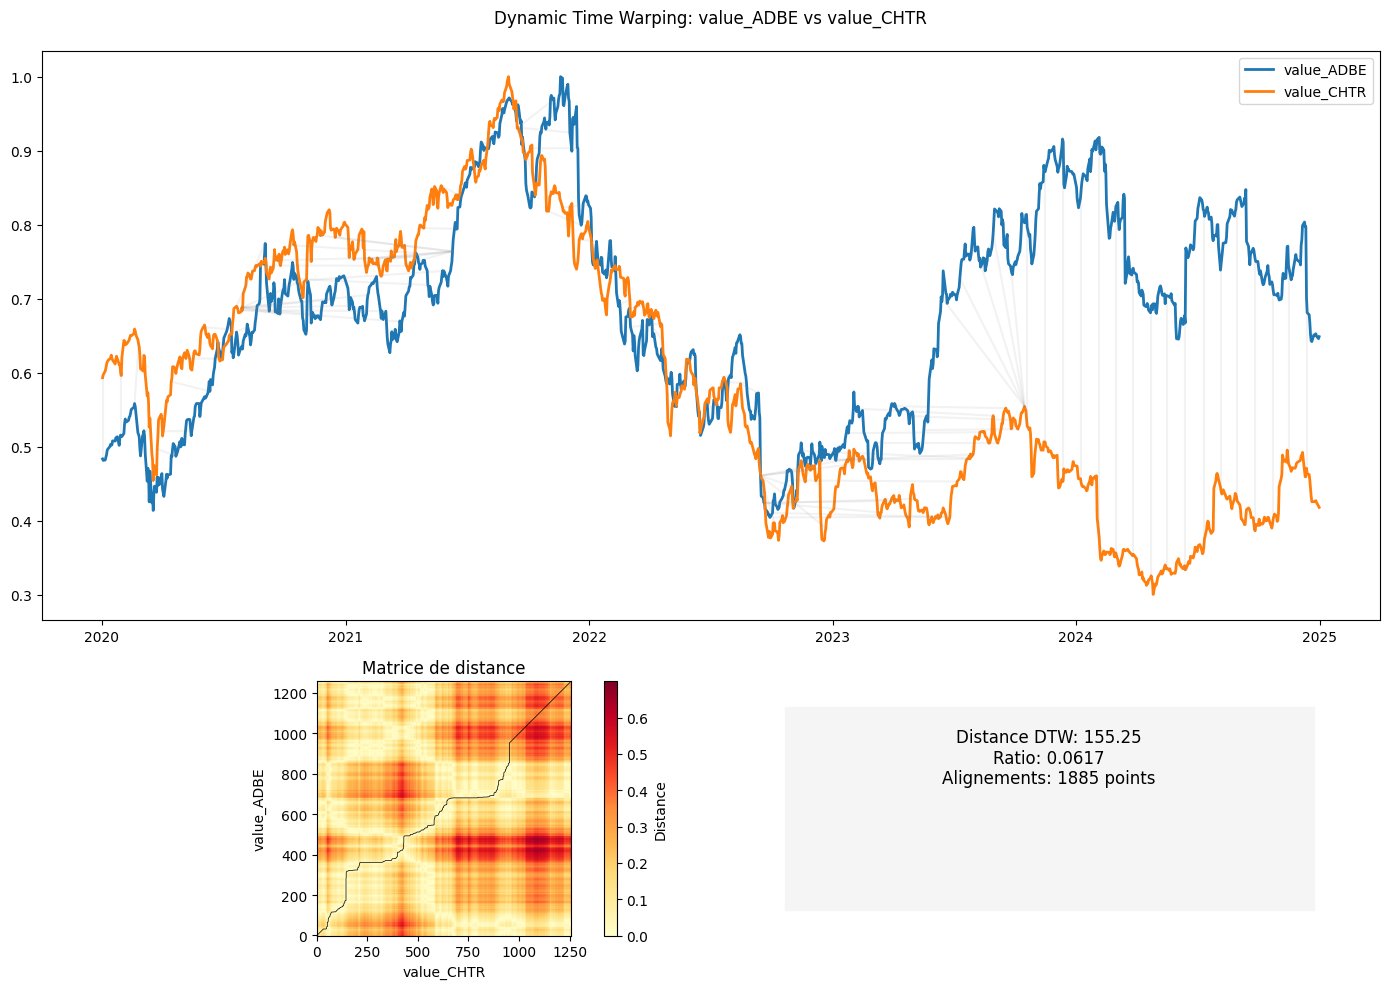 Dynamic Time Warping: value_ADBE vs value_CHTR
value_ADBE
value_CHTR
1.0
0.9
0.8
0.7
0.6
0.5
0.4
0.3
2020 2021 2022 2023 2024 2025
Matrice de distance
1200
1000
800
600
400
200
0
value_ADBE
0 250 500 750 1000 1250
value_CHTR
0.6
0.5
0.4
0.3
0.2
0.1
0.0
Distance
Distance DTW: 155.25
Ratio: 0.0617
Alignements: 1885 points